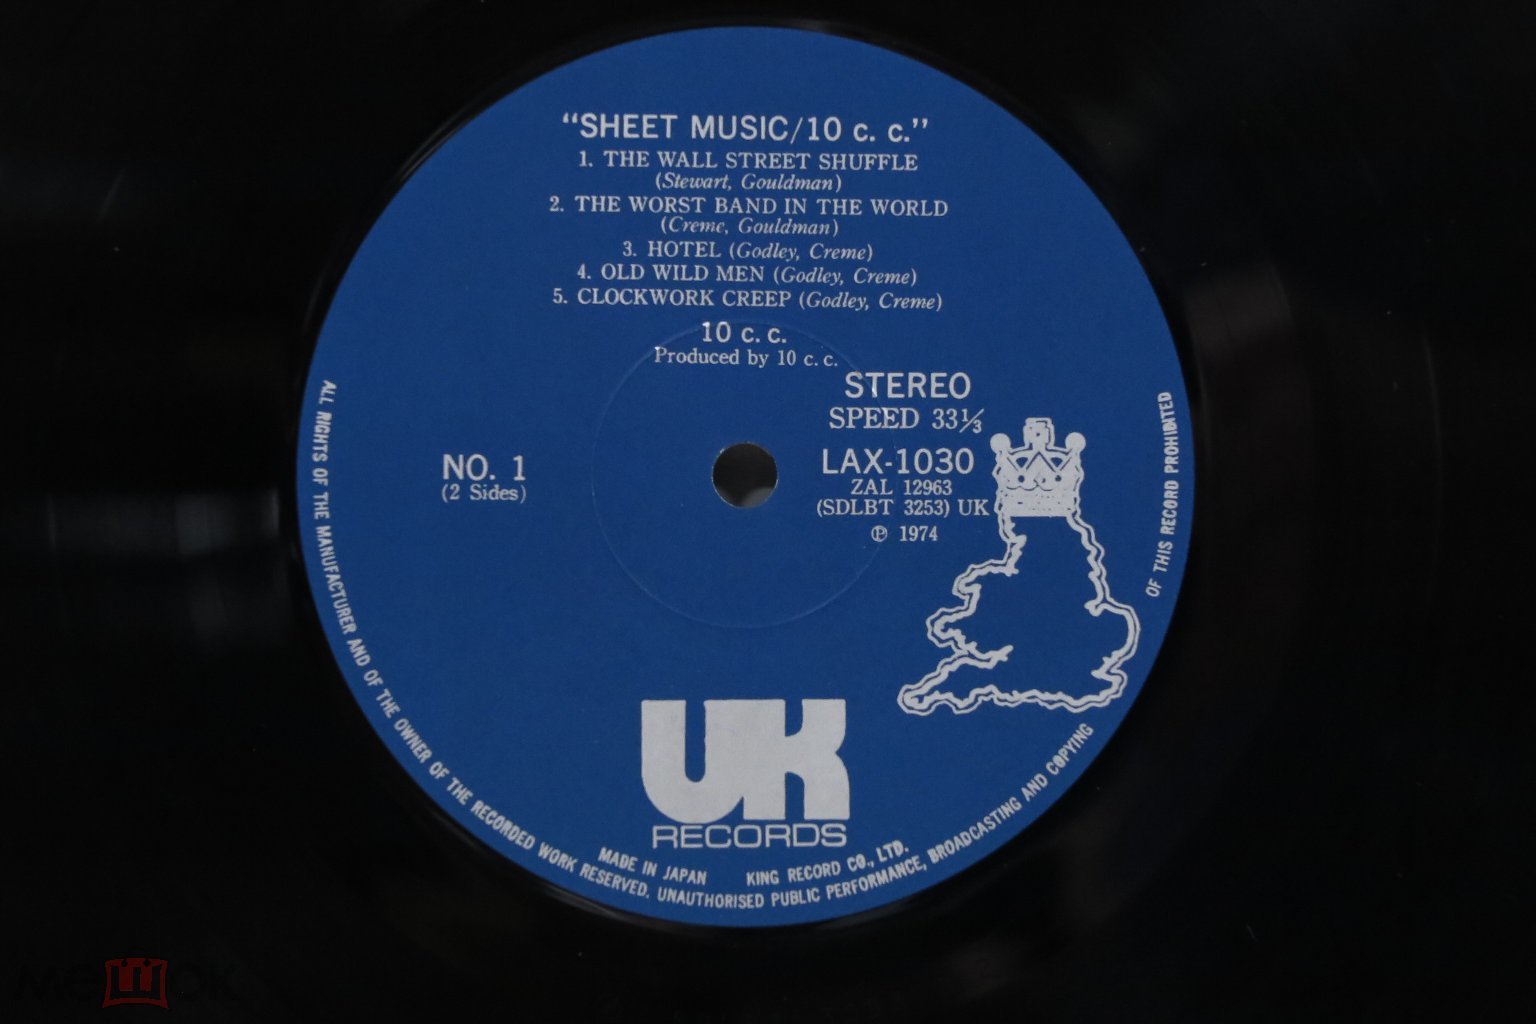 “SHEET MUSIC/10 c. c.”
1. THE WALL STREET SHUFFLE
(Stewart, Gouldman)
2. THE WORST BAND IN THE WORLD
(Creme, Gouldman)
3. HOTEL (Godley, Creme)
4. OLD WILD MEN (Godley, Creme)
5. CLOCKWORK CREEP (Godley, Creme)
10 c. c.
Produced by 10 c. c.
STEREO
SPEED 33⅓
NO. 1
(2 Sides)
LAX-1030
ZAL 12963
(SDLBT 3253) UK
℗ 1974
UK
RECORDS
MADE IN JAPAN KING RECORD CO., LTD.
ALL RIGHTS OF THE MANUFACTURER AND OF THE OWNER OF THE RECORDED WORK RESERVED. UNAUTHORISED PUBLIC PERFORMANCE, BROADCASTING AND COPYING OF THIS RECORD PROHIBITED
мешок